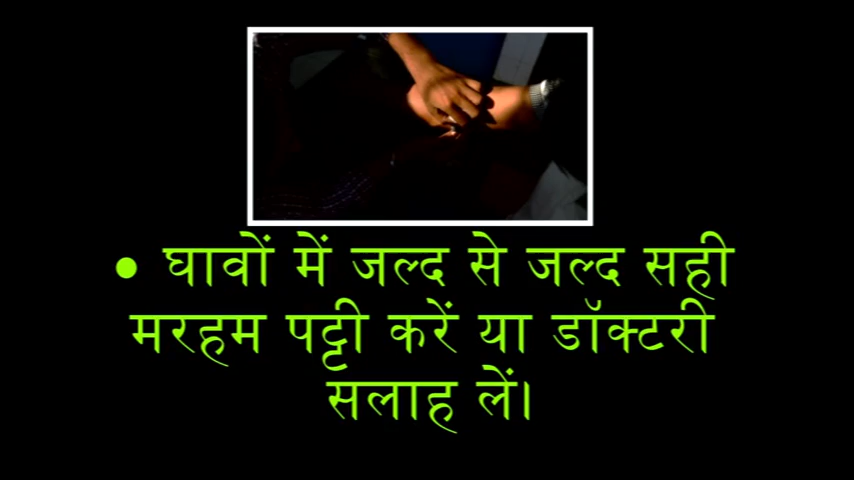 • घावों में जल्द से जल्द सही
मरहम पट्टी करें या डॉक्टरी
सलाह लें।